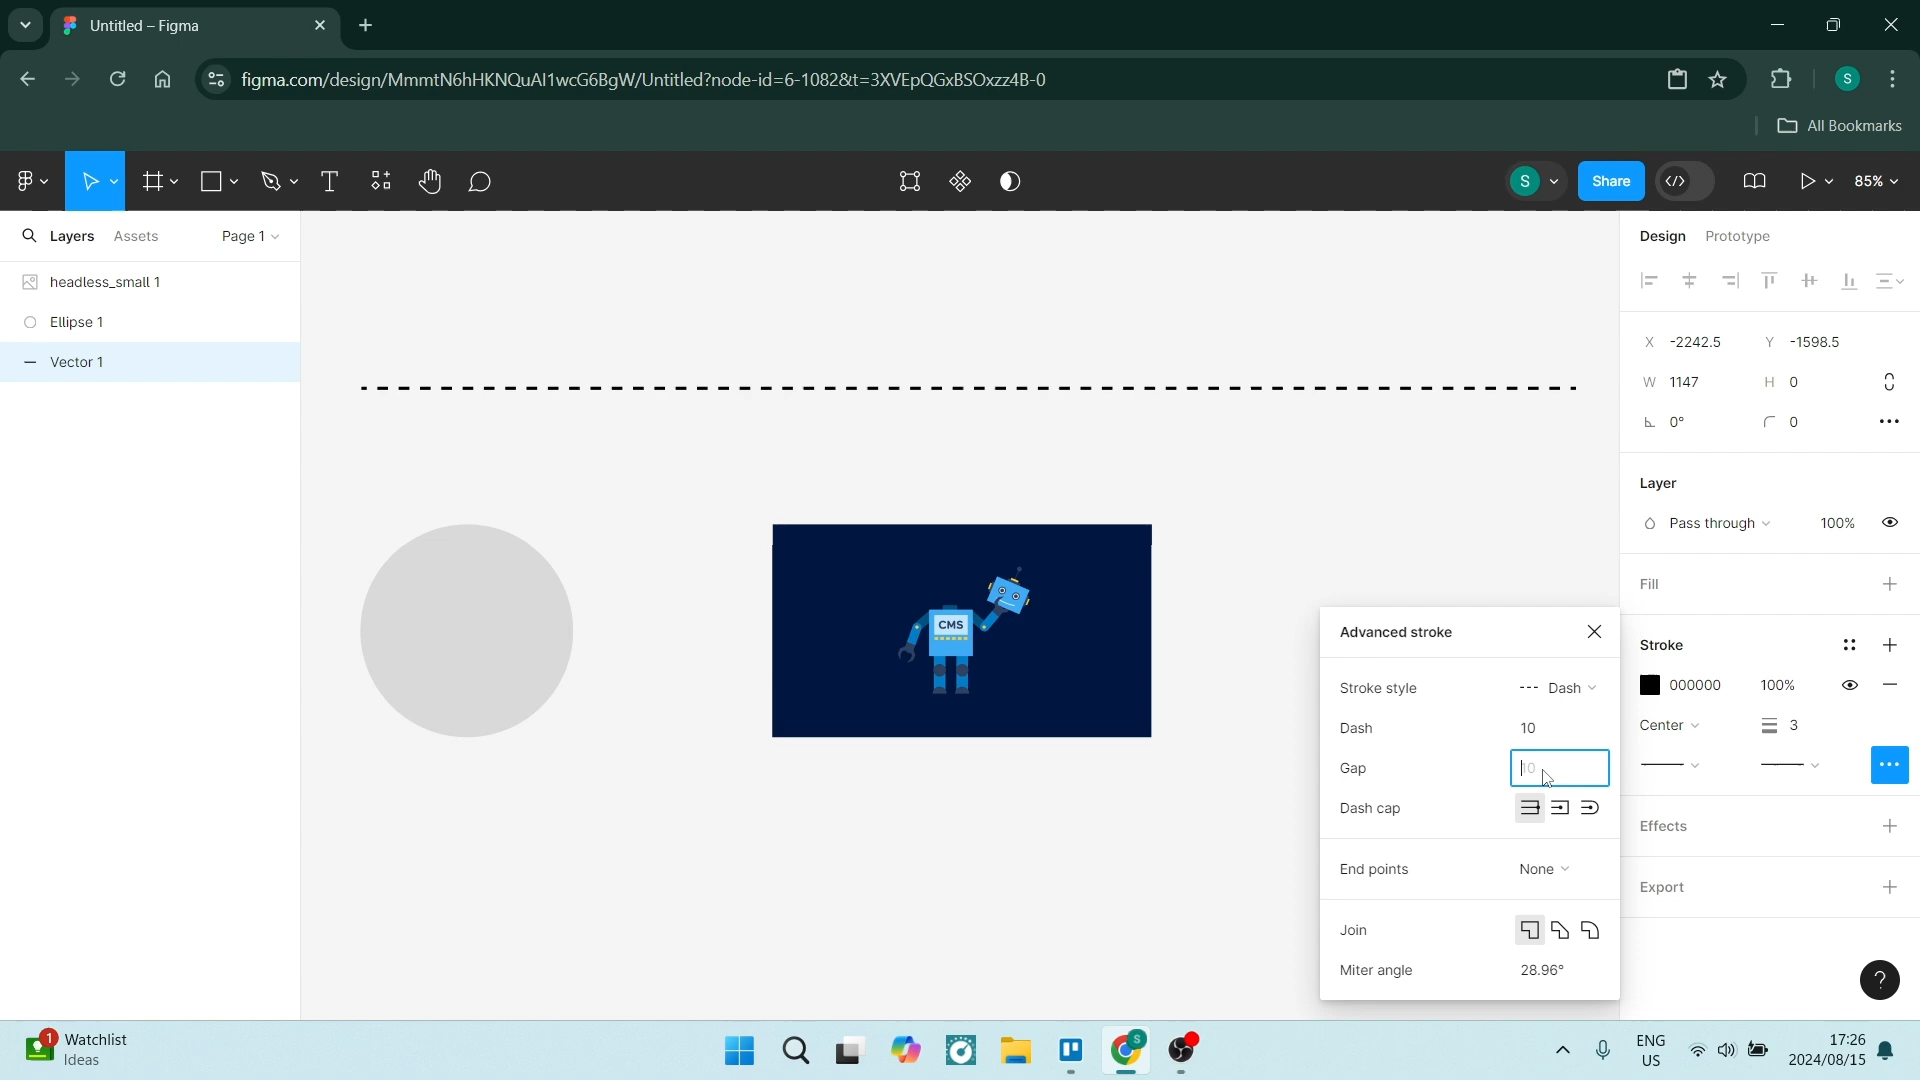 Untitled – Figma
figma.com/design/MmmtN6hHKNQuAI1wcG6BgW/Untitled?node-id=6-1082&t=3XVEpQGxBSOxzz4B-0
S
All Bookmarks
S
Share
85%
Layers
Assets
Page 1
headless_small 1
Ellipse 1
Vector 1
CMS
Design
Prototype
X -2242.5
Y -1598.5
W 1147
H 0
0°
0
Layer
Pass through
100%
Fill
Stroke
000000
100%
Center
3
Effects
Export
Advanced stroke
Stroke style
Dash
Dash
10
Gap
10
Dash cap
End points
None
Join
Miter angle
28.96°
?
1
Watchlist
Ideas
S
ENG
US
17:26
2024/08/15